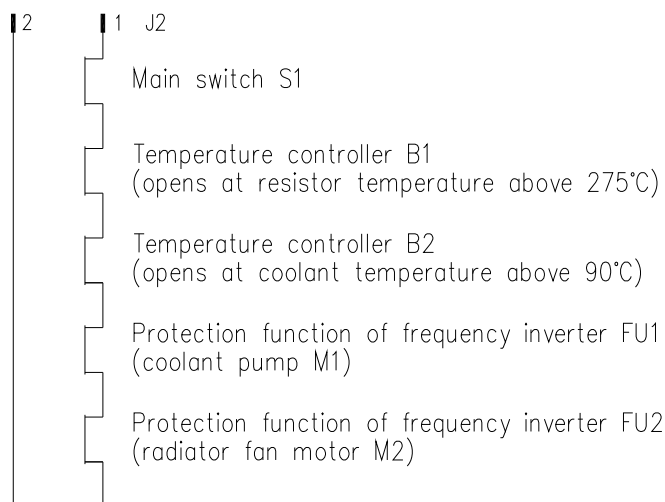 2 1 J2
Main switch S1
Temperature controller B1
(opens at resistor temperature above 275°C)
Temperature controller B2
(opens at coolant temperature above 90°C)
Protection function of frequency inverter FU1
(coolant pump M1)
Protection function of frequency inverter FU2
(radiator fan motor M2)